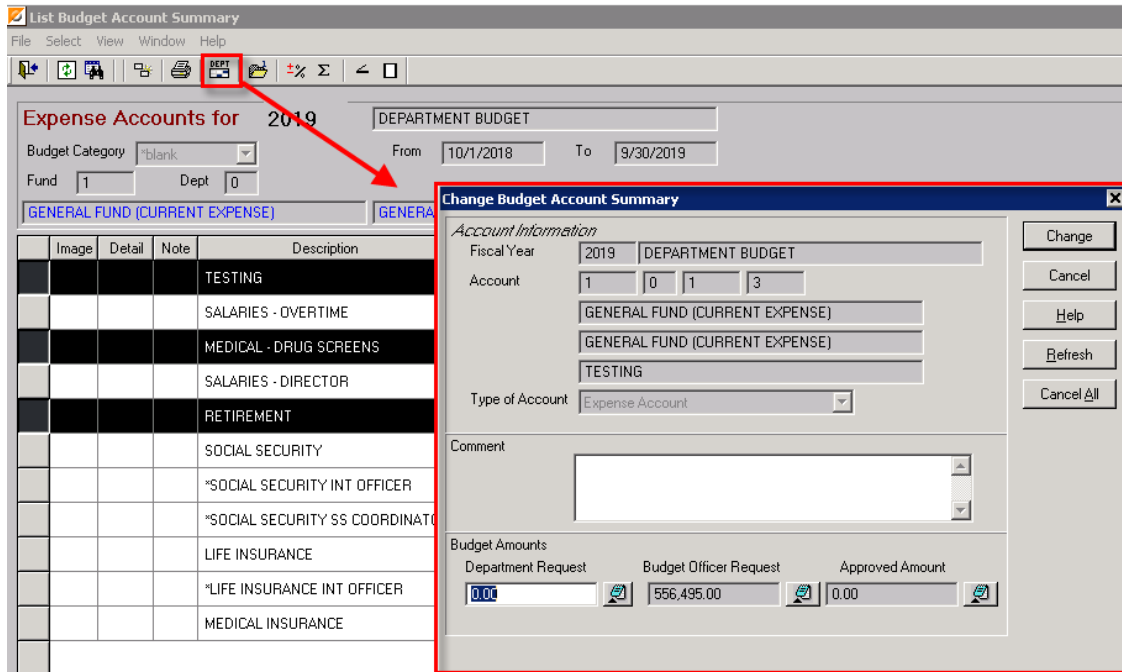 List Budget Account Summary
File Select View Window Help
DEPT
Expense Accounts for 2019 DEPARTMENT BUDGET
Budget Category *blank From 10/1/2018 To 9/30/2019
Fund 1 Dept 0
GENERAL FUND (CURRENT EXPENSE) GENERA
Image Detail Note Description
TESTING
SALARIES - OVERTIME
MEDICAL - DRUG SCREENS
SALARIES - DIRECTOR
RETIREMENT
SOCIAL SECURITY
*SOCIAL SECURITY INT OFFICER
*SOCIAL SECURITY SS COORDINATO
LIFE INSURANCE
*LIFE INSURANCE INT OFFICER
MEDICAL INSURANCE
Change Budget Account Summary
Account Information
Fiscal Year 2019 DEPARTMENT BUDGET
Account 1 0 1 3
GENERAL FUND (CURRENT EXPENSE)
GENERAL FUND (CURRENT EXPENSE)
TESTING
Type of Account Expense Account
Change
Cancel
Help
Refresh
Cancel All
Comment
Budget Amounts
Department Request Budget Officer Request Approved Amount
0.00 556,495.00 0.00